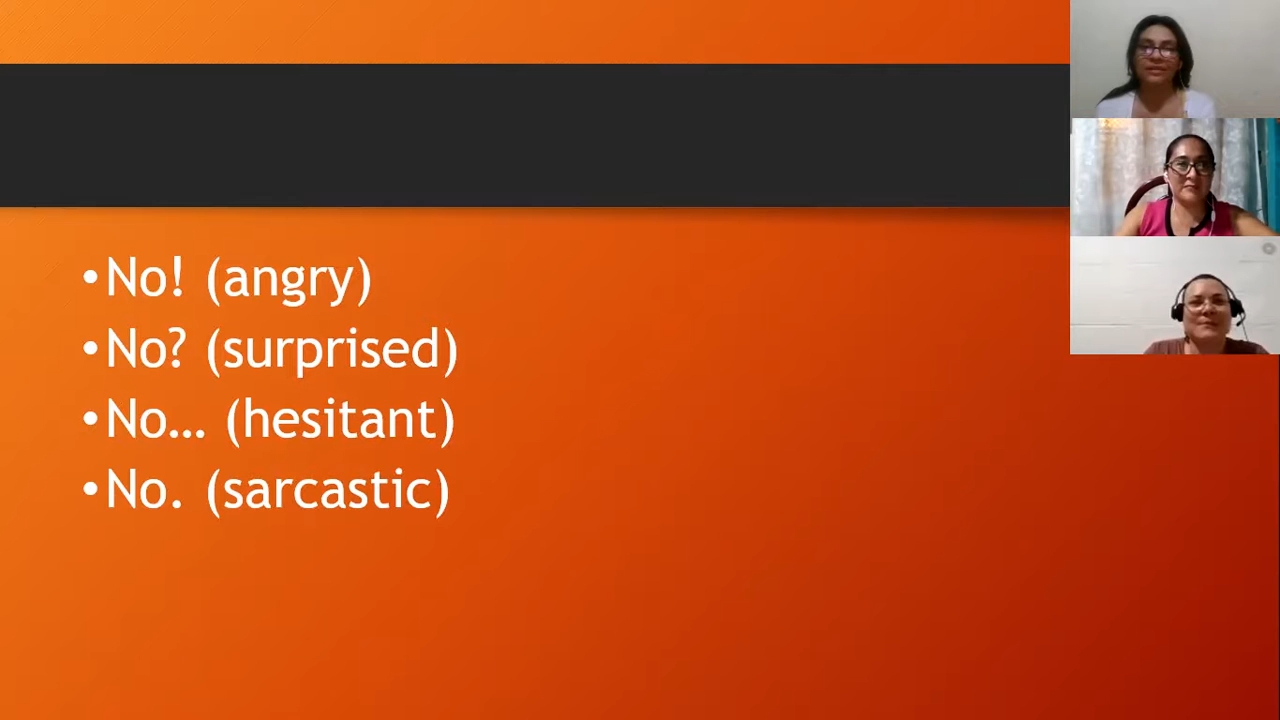 •No! (angry)
•No? (surprised)
•No… (hesitant)
•No. (sarcastic)